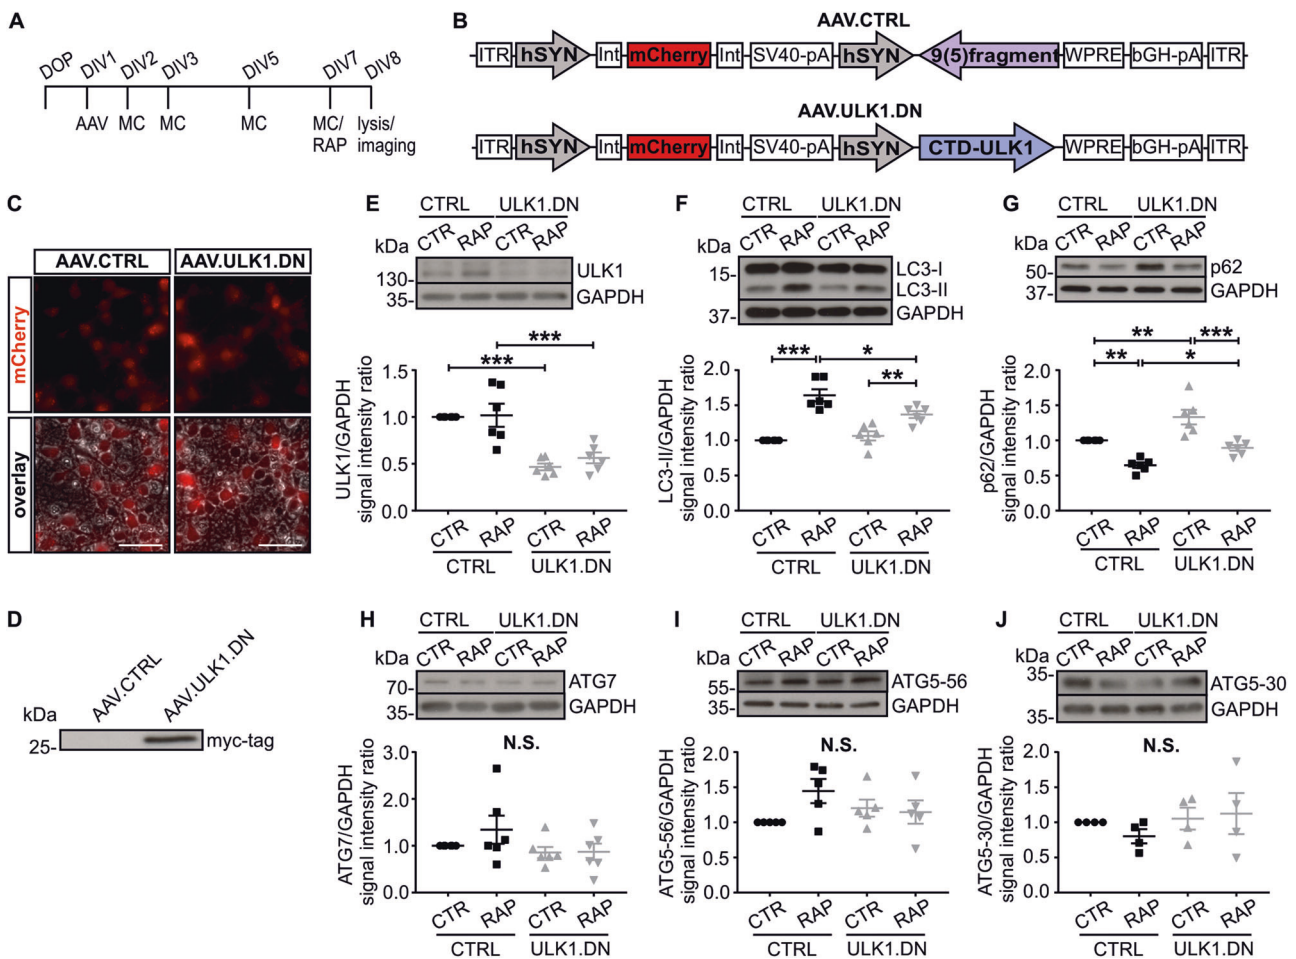 A
DOP DIV1 DIV2 DIV3 DIV5 DIV7 DIV8
AAV MC MC MC MC/ RAP lysis/ imaging
B
AAV.CTRL
ITR hSYN Int mCherry Int SV40-pA hSYN 9(5)fragment WPRE bGH-pA ITR
AAV.ULK1.DN
ITR hSYN Int mCherry Int SV40-pA hSYN CTD-ULK1 WPRE bGH-pA ITR
C
AAV.CTRL AAV.ULK1.DN
mCherry
overlay
D
AAV.CTRL AAV.ULK1.DN
kDa
25- myc-tag
E
CTRL ULK1.DN
CTR RAP CTR RAP
kDa
130- ULK1
35- GAPDH
*** ***
ULK1/GAPDH
signal intensity ratio
1.5
1.0
0.5
0.0
CTR RAP CTR RAP
CTRL ULK1.DN
F
CTRL ULK1.DN
CTR RAP CTR RAP
kDa
15- LC3-I
LC3-II
37- GAPDH
*** * **
LC3-II/GAPDH
signal intensity ratio
2.0
1.5
1.0
0.5
0.0
CTR RAP CTR RAP
CTRL ULK1.DN
G
CTRL ULK1.DN
CTR RAP CTR RAP
kDa
50- p62
37- GAPDH
** *** ** *
p62/GAPDH
signal intensity ratio
2.0
1.5
1.0
0.5
0.0
CTR RAP CTR RAP
CTRL ULK1.DN
H
CTRL ULK1.DN
CTR RAP CTR RAP
kDa
70- ATG7
35- GAPDH
N.S.
ATG7/GAPDH
signal intensity ratio
3.0
2.0
1.0
0.0
CTR RAP CTR RAP
CTRL ULK1.DN
I
CTRL ULK1.DN
CTR RAP CTR RAP
kDa
55- ATG5-56
35- GAPDH
N.S.
ATG5-56/GAPDH
signal intensity ratio
2.0
1.5
1.0
0.5
0.0
CTR RAP CTR RAP
CTRL ULK1.DN
J
CTRL ULK1.DN
CTR RAP CTR RAP
kDa
35- ATG5-30
35- GAPDH
N.S.
ATG5-30/GAPDH
signal intensity ratio
2.0
1.5
1.0
0.5
0.0
CTR RAP CTR RAP
CTRL ULK1.DN